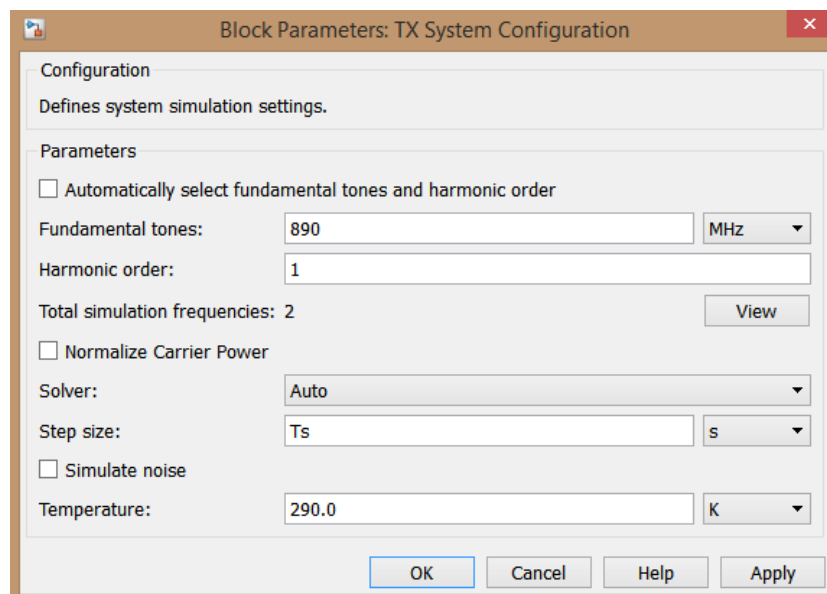 Block Parameters: TX System Configuration
Configuration
Defines system simulation settings.
Parameters
Automatically select fundamental tones and harmonic order
Fundamental tones: 890 MHz
Harmonic order: 1
Total simulation frequencies: 2 View
Normalize Carrier Power
Solver: Auto
Step size: Ts s
Simulate noise
Temperature: 290.0 K
OK Cancel Help Apply